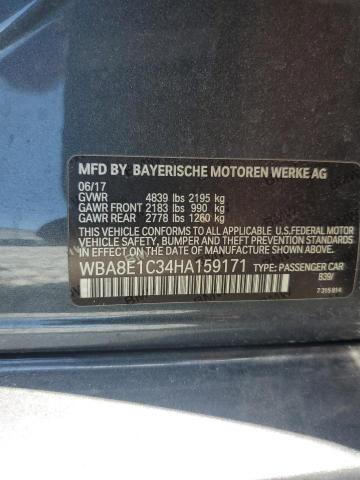 MFD BY BAYERISCHE MOTOREN WERKE AG
06/17
GVWR 4839 lbs 2195 kg
GAWR FRONT 2183 lbs 990 kg
GAWR REAR 2778 lbs 1260 kg
THIS VEHICLE CONFORMS TO ALL APPLICABLE U.S. FEDERAL MOTOR
VEHICLE SAFETY, BUMPER AND THEFT PREVENTION STANDARDS IN
EFFECT ON THE DATE OF MANUFACTURE SHOWN ABOVE.
WBA8E1C34HA159171 TYPE: PASSENGER CAR
B39/